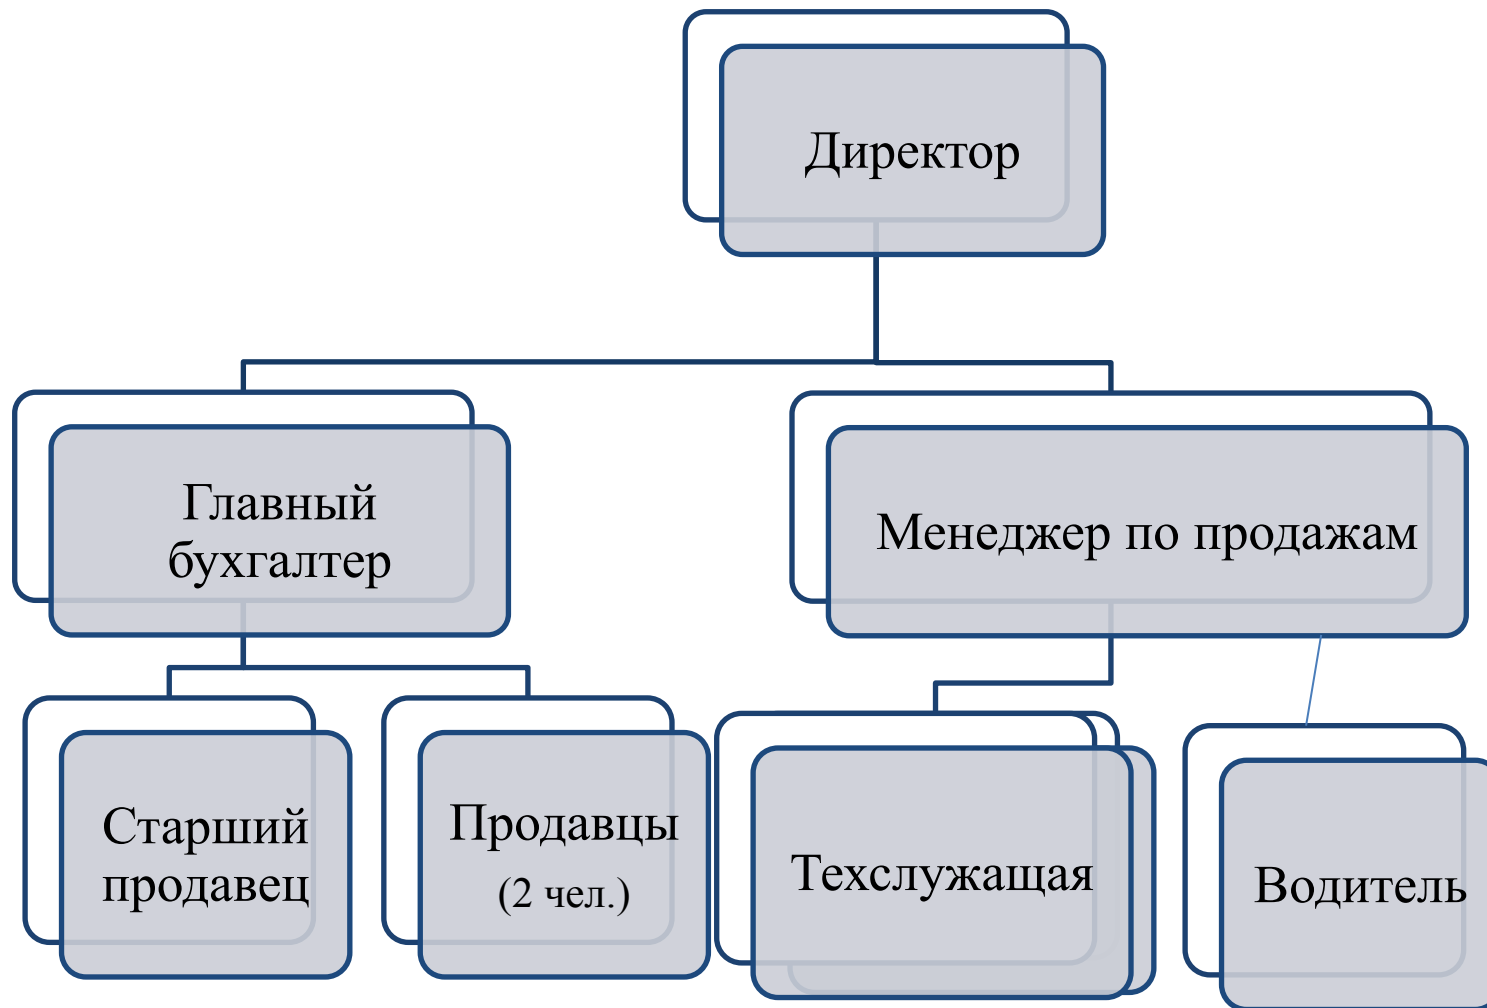 Директор
Главный
бухгалтер
Менеджер по продажам
Старший
продавец
Продавцы
(2 чел.)
Техслужащая
Водитель